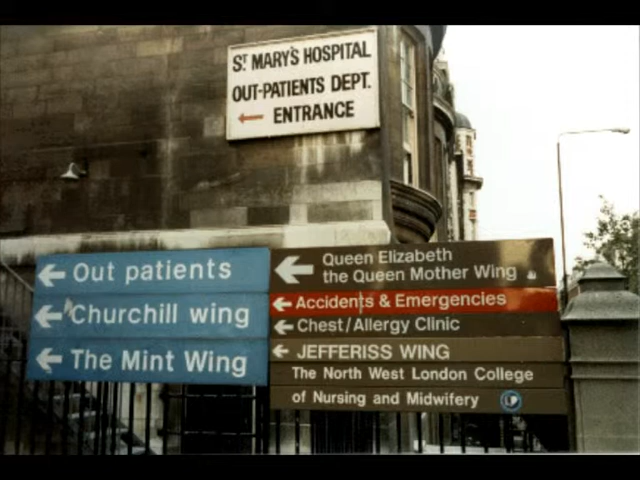 ST MARY'S HOSPITAL
OUT-PATIENTS DEPT.
← ENTRANCE
← Out patients
← Churchill wing
← The Mint Wing
← Queen Elizabeth
the Queen Mother Wing
← Accidents & Emergencies
← Chest/Allergy Clinic
← JEFFERISS WING
The North West London College
of Nursing and Midwifery